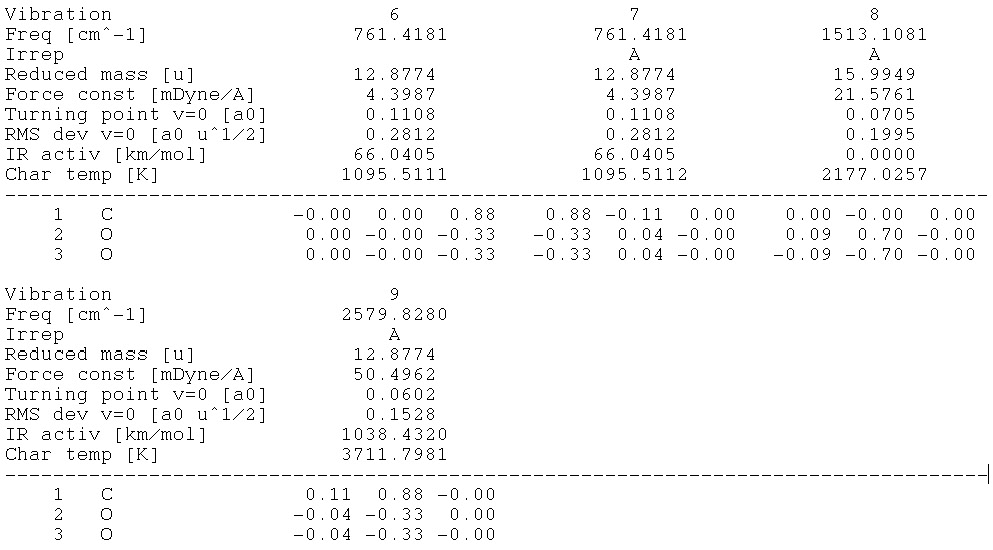 Vibration 6 7 8
Freq [cm^-1] 761.4181 761.4181 1513.1081
Irrep A A
Reduced mass [u] 12.8774 12.8774 15.9949
Force const [mDyne/A] 4.3987 4.3987 21.5761
Turning point v=0 [a0] 0.1108 0.1108 0.0705
RMS dev v=0 [a0 u^1/2] 0.2812 0.2812 0.1995
IR activ [km/mol] 66.0405 66.0405 0.0000
Char temp [K] 1095.5111 1095.5112 2177.0257
---------------------------------------------------------------------------
1 C -0.00 0.00 0.88 0.88 -0.11 0.00 0.00 -0.00 0.00
2 O 0.00 -0.00 -0.33 -0.33 0.04 -0.00 0.09 0.70 -0.00
3 O 0.00 -0.00 -0.33 -0.33 0.04 -0.00 -0.09 -0.70 -0.00
Vibration 9
Freq [cm^-1] 2579.8280
Irrep A
Reduced mass [u] 12.8774
Force const [mDyne/A] 50.4962
Turning point v=0 [a0] 0.0602
RMS dev v=0 [a0 u^1/2] 0.1528
IR activ [km/mol] 1038.4320
Char temp [K] 3711.7981
---------------------------------------------------------------------------
1 C 0.11 0.88 -0.00
2 O -0.04 -0.33 0.00
3 O -0.04 -0.33 -0.00